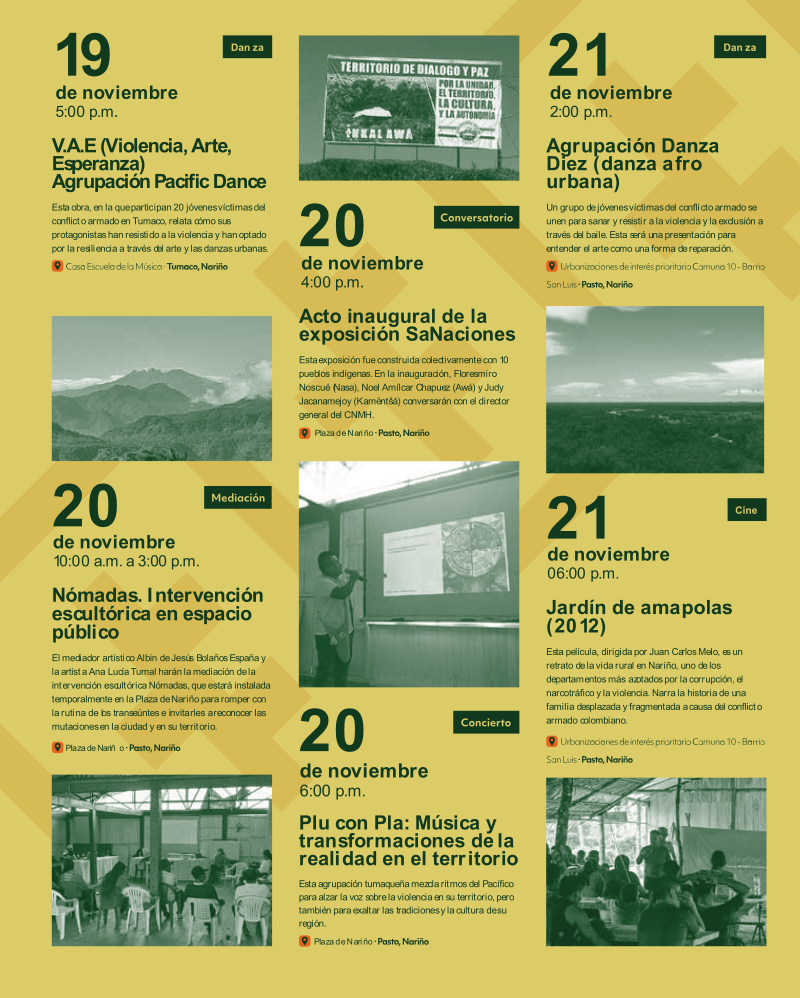 19
Danza
de noviembre
5:00 p.m.
V.A.E (Violencia, Arte,
Esperanza)
Agrupación Pacific Dance
Esta obra, en la que participan 20 jóvenes víctimas del
conflicto armado en Tumaco, relata cómo sus
protagonistas han resistido a la violencia y han optado
por la resiliencia a través del arte y las danzas urbanas.
Casa Escuela de la Música · Tumaco, Nariño
20
Mediación
de noviembre
10:00 a.m. a 3:00 p.m.
Nómadas. Intervención
escultórica en espacio
público
El mediador artístico Albin de Jesús Bolaños España y
la artista Ana Lucía Tumal harán la mediación de la
intervención escultórica Nómadas, que estará instalada
temporalmente en la Plaza de Nariño para romper con
la rutina de los transeúntes e invitarles a reconocer las
mutaciones en la ciudad y en su territorio.
Plaza de Nariñ o · Pasto, Nariño
TERRITORIO DE DIALOGO Y PAZ
POR LA UNIDAD,
EL TERRITORIO,
LA CULTURA,
Y LA AUTONOMÍA
INKAL AWÁ
20
Conversatorio
de noviembre
4:00 p.m.
Acto inaugural de la
exposición SaNaciones
Esta exposición fue construida colectivamente con 10
pueblos indígenas. En la inauguración, Floresmiro
Noscué (Nasa), Noel Amílcar Chapuez (Awá) y Judy
Jacanamejoy (Kamëntšá) conversarán con el director
general del CNMH.
Plaza de Nariño · Pasto, Nariño
20
Concierto
de noviembre
6:00 p.m.
Plu con Pla: Música y
transformaciones de la
realidad en el territorio
Esta agrupación tumaqueña mezcla ritmos del Pacífico
para alzar la voz sobre la violencia en su territorio, pero
también para exaltar las tradiciones y la cultura de su
región.
Plaza de Nariño · Pasto, Nariño
21
Danza
de noviembre
2:00 p.m.
Agrupación Danza
Diez (danza afro
urbana)
Un grupo de jóvenes víctimas del conflicto armado se
unen para sanar y resistir a la violencia y la exclusión a
través del baile. Esta será una presentación para
entender el arte como una forma de reparación.
Urbanizaciones de interés prioritario Comuna 10 - Barrio
San Luis · Pasto, Nariño
21
Cine
de noviembre
06:00 p.m.
Jardín de amapolas
(2012)
Esta película, dirigida por Juan Carlos Melo, es un
retrato de la vida rural en Nariño, uno de los
departamentos más azotados por la corrupción, el
narcotráfico y la violencia. Narra la historia de una
familia desplazada y fragmentada a causa del conflicto
armado colombiano.
Urbanizaciones de interés prioritario Comuna 10 - Barrio
San Luis · Pasto, Nariño